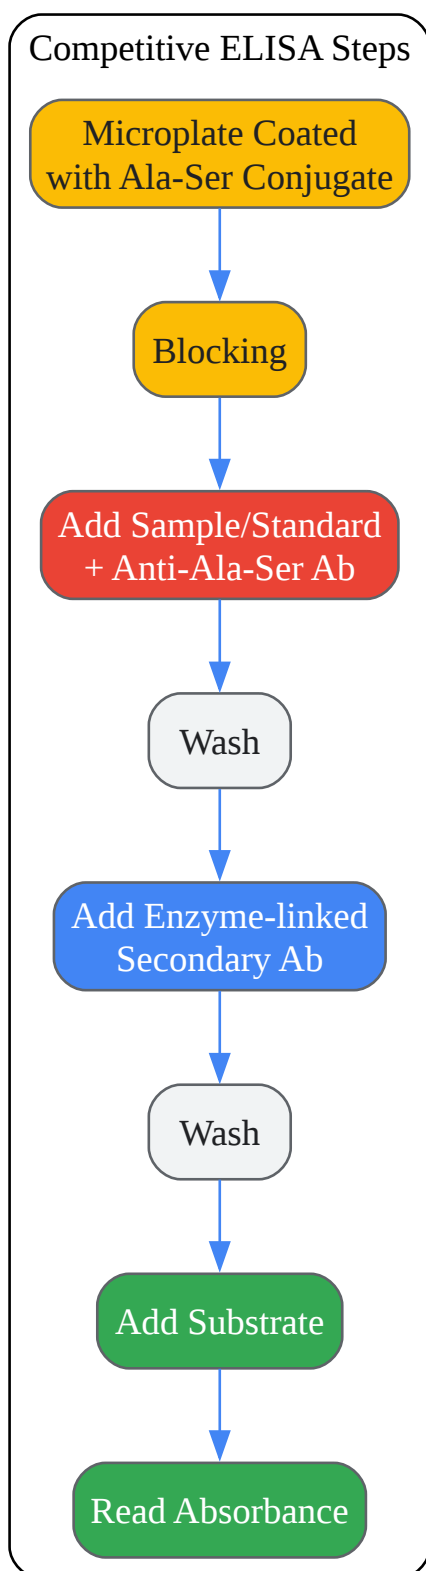 Competitive ELISA Steps
Microplate Coated
with Ala-Ser Conjugate
Blocking
Add Sample/Standard
+ Anti-Ala-Ser Ab
Wash
Add Enzyme-linked
Secondary Ab
Wash
Add Substrate
Read Absorbance